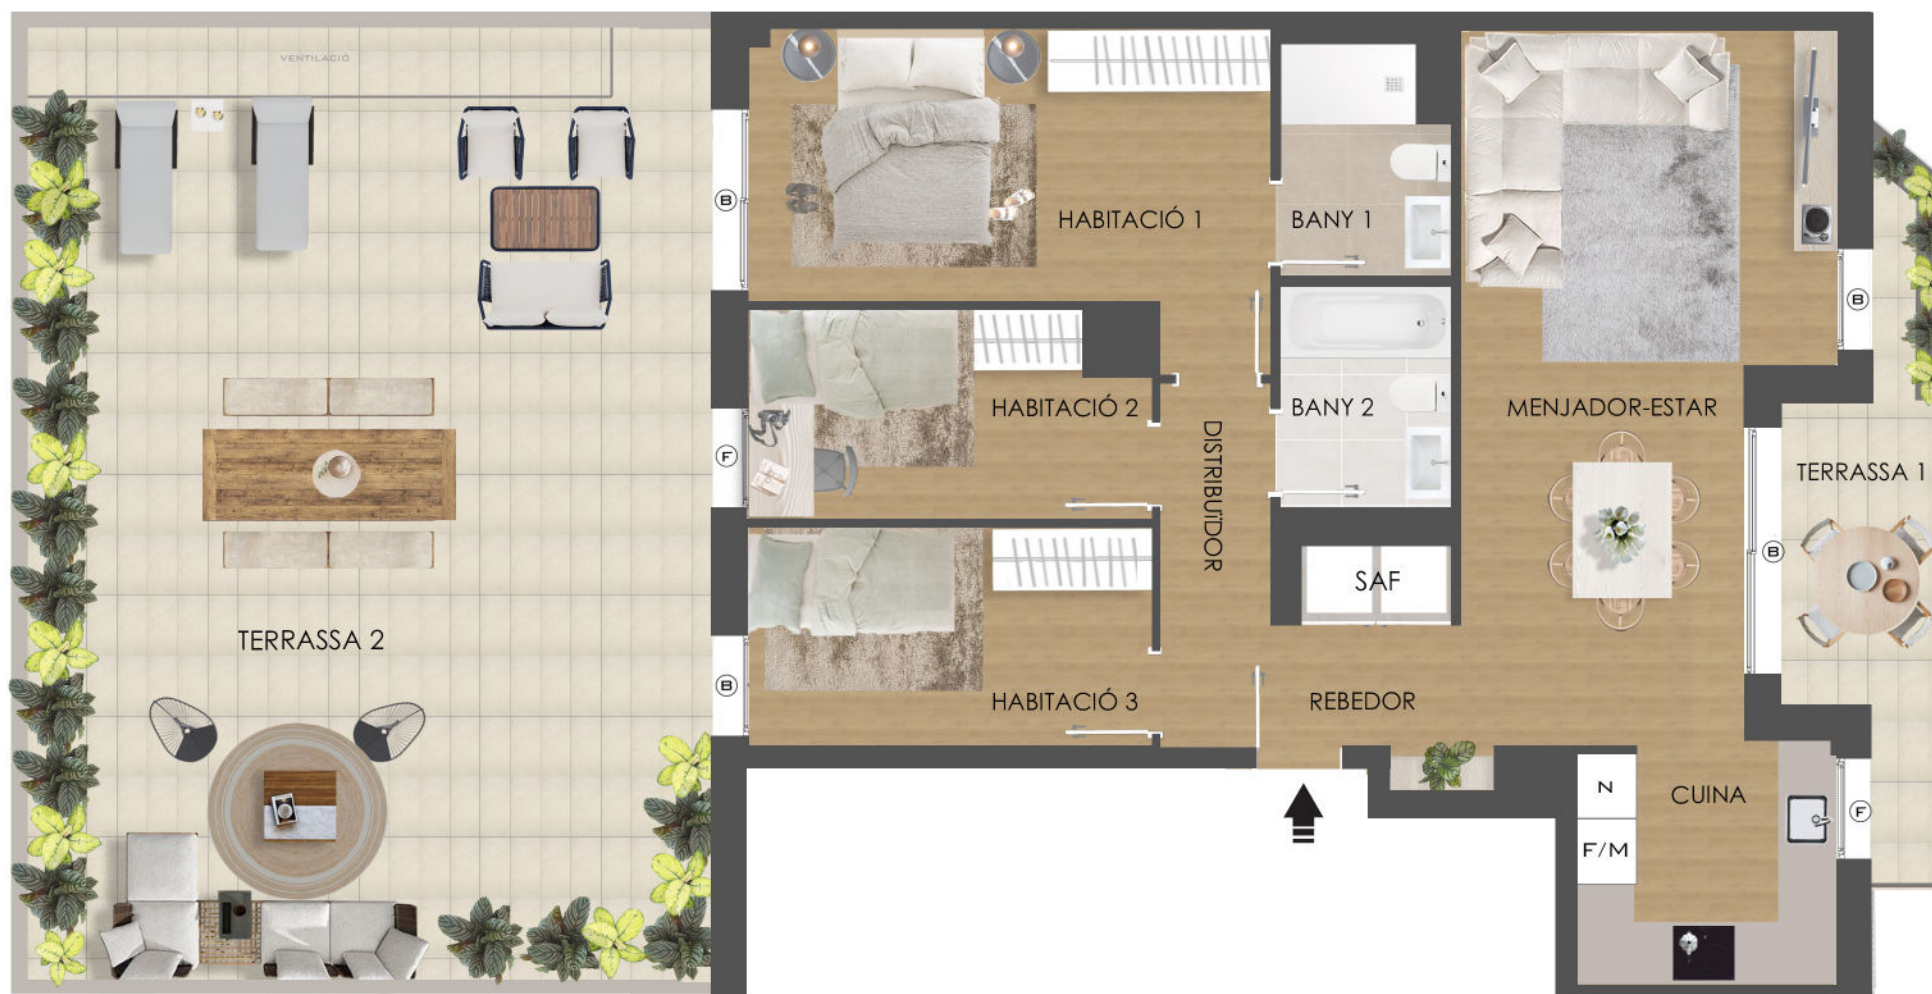 VENTILACIÓ
B
HABITACIÓ 1
BANY 1
B
HABITACIÓ 2
BANY 2
MENJADOR-ESTAR
F
DISTRIBUÏDOR
TERRASSA 1
B
SAF
TERRASSA 2
B
HABITACIÓ 3
REBEDOR
N
CUINA
F
F/M